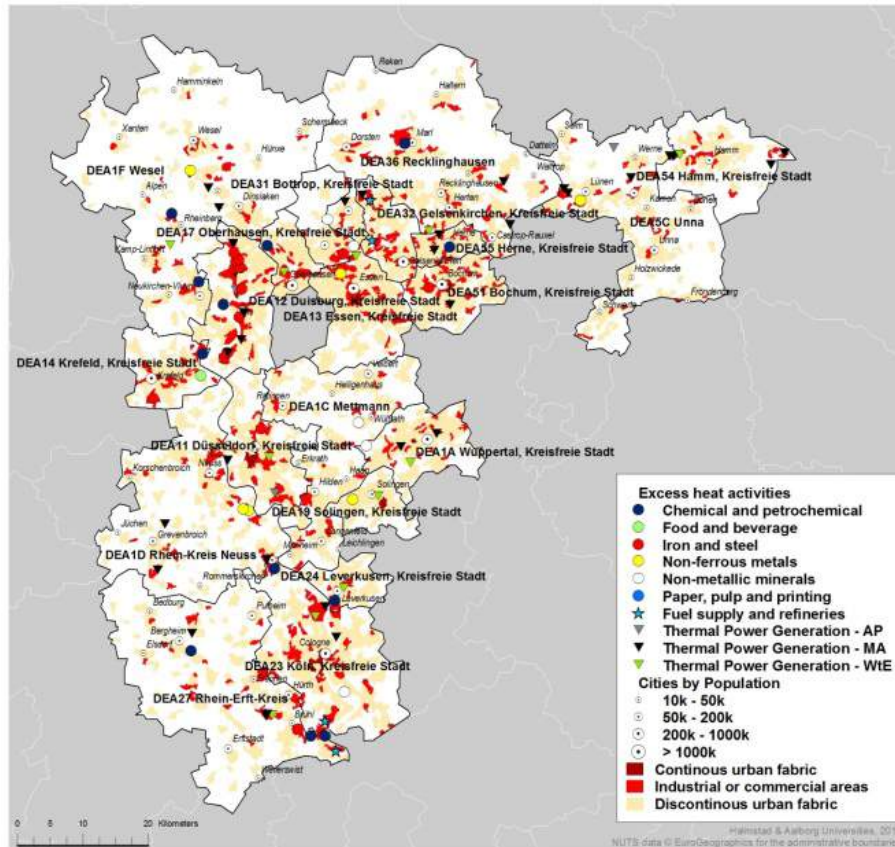 Reken
Hamminkeln
Haltern
Schermbeck
Xanten
Wesel
Dorsten
Marl
Selm
Hünxe
Datteln
Werne
Hamm
DEA1F Wesel
DEA36 Recklinghausen
DEA54 Hamm, Kreisfreie Stadt
Waltrop
Recklinghausen
Lünen
Alpen
DEA31 Bottrop, Kreisfreie Stadt
Dinslaken
Herten
Kamen
Rheinberg
DEA32 Gelsenkirchen, Kreisfreie Stadt
DEA5C Unna
DEA17 Oberhausen, Kreisfreie Stadt
Herne
Castrop-Rauxel
Unna
Kamp-Lintfort
DEA55 Herne, Kreisfreie Stadt
Holzwickede
Neukirchen-Vluyn
Essen
Bochum
DEA51 Bochum, Kreisfreie Stadt
DEA12 Duisburg, Kreisfreie Stadt
Fröndenberg
DEA13 Essen, Kreisfreie Stadt
Schwerte
DEA14 Krefeld, Kreisfreie Stadt
Krefeld
Velbert
Heiligenhaus
Ratingen
DEA1C Mettmann
Wülfrath
DEA11 Düsseldorf, Kreisfreie Stadt
DEA1A Wuppertal, Kreisfreie Stadt
Korschenbroich
Neuss
Erkrath
Haan
Hilden
Solingen
DEA19 Solingen, Kreisfreie Stadt
Jüchen
Grevenbroich
Langenfeld
Leichlingen
DEA1D Rhein-Kreis Neuss
Monheim
Rommerskirchen
DEA24 Leverkusen, Kreisfreie Stadt
Leverkusen
Bedburg
Pulheim
Bergheim
Elsdorf
Cologne
DEA23 Köln, Kreisfreie Stadt
Frechen
Hürth
DEA27 Rhein-Erft-Kreis
Brühl
Erftstadt
Weilerswist
Excess heat activities
Chemical and petrochemical
Food and beverage
Iron and steel
Non-ferrous metals
Non-metallic minerals
Paper, pulp and printing
Fuel supply and refineries
Thermal Power Generation - AP
Thermal Power Generation - MA
Thermal Power Generation - WtE
Cities by Population
10k - 50k
50k - 200k
200k - 1000k
> 1000k
Continous urban fabric
Industrial or commercial areas
Discontinous urban fabric
0 5 10 20
Kilometers
Halmstad & Aalborg Universities, 201
NUTS data © EuroGeographics for the administrative boundar